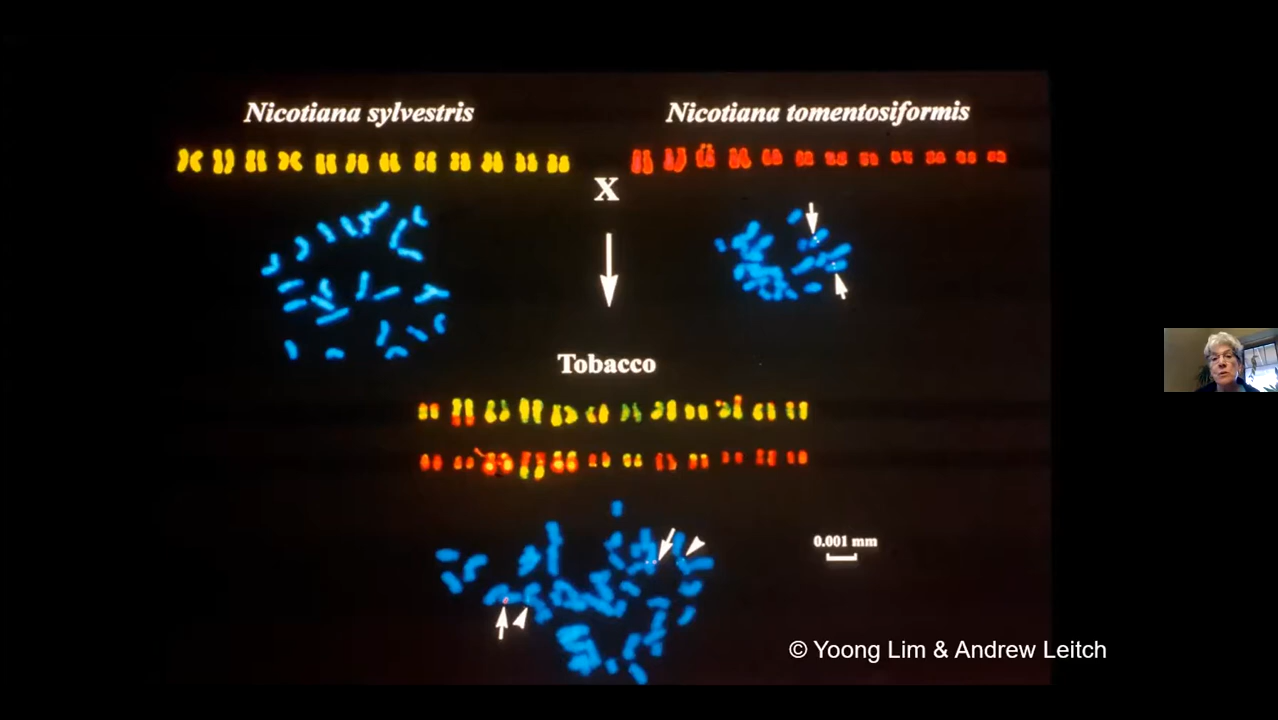 Nicotiana sylvestris
Nicotiana tomentosiformis
X
Tobacco
0.001 mm
© Yoong Lim & Andrew Leitch